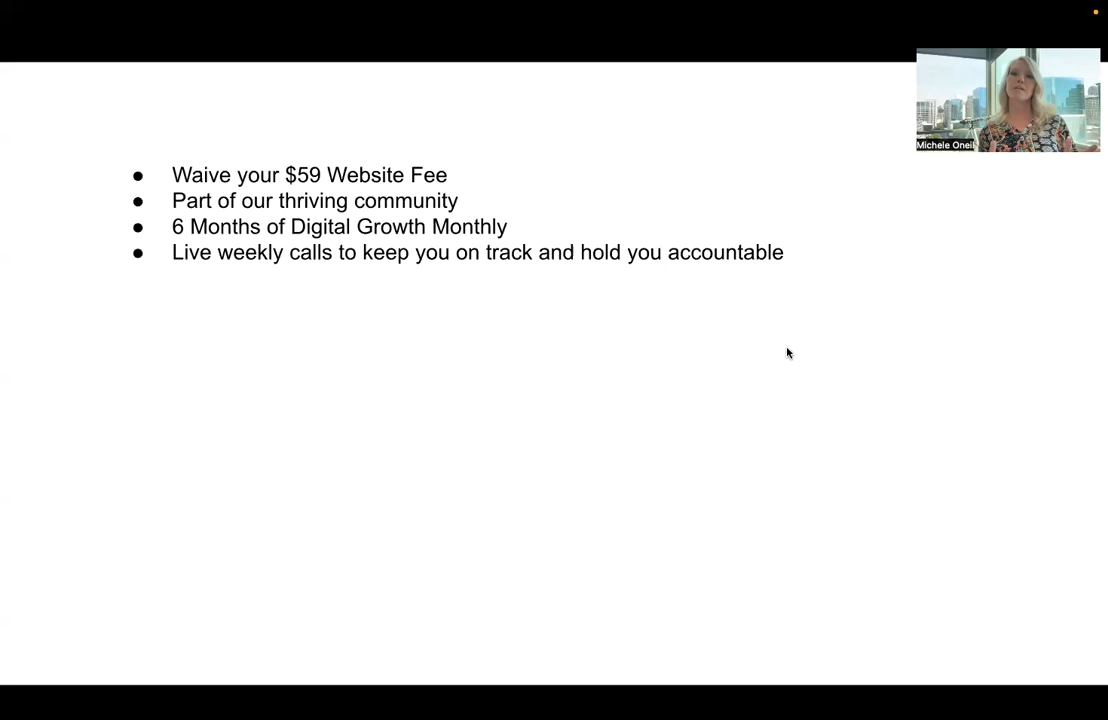 Michele Oneil
● Waive your $59 Website Fee
● Part of our thriving community
● 6 Months of Digital Growth Monthly
● Live weekly calls to keep you on track and hold you accountable